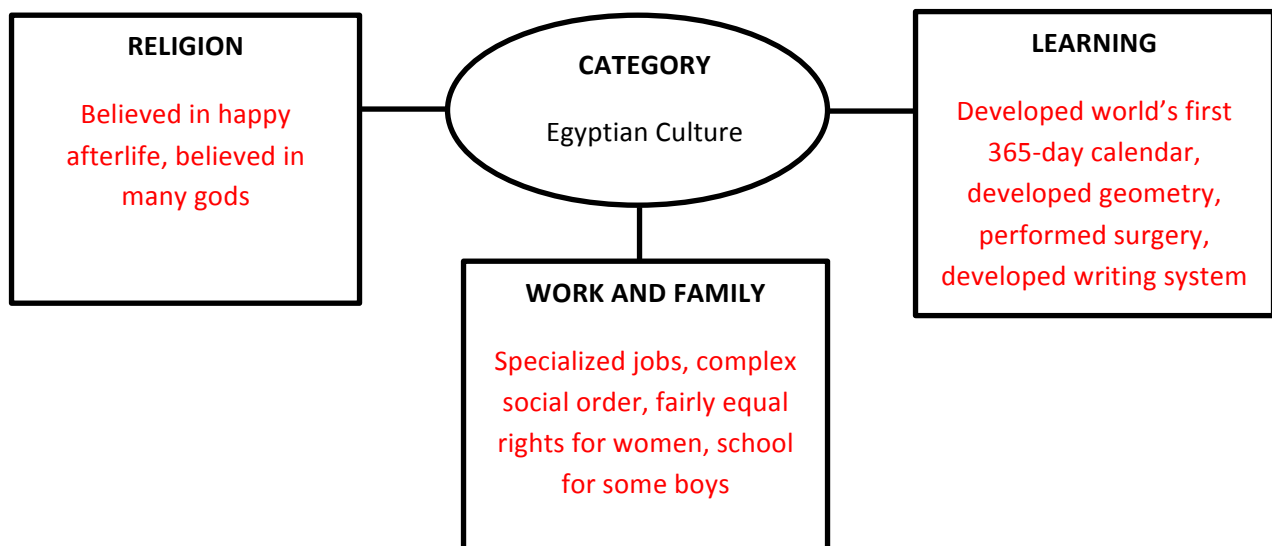 RELIGION
Believed in happy
afterlife, believed in
many gods
CATEGORY
Egyptian Culture
LEARNING
Developed world’s first
365-day calendar,
developed geometry,
performed surgery,
developed writing system
WORK AND FAMILY
Specialized jobs, complex
social order, fairly equal
rights for women, school
for some boys